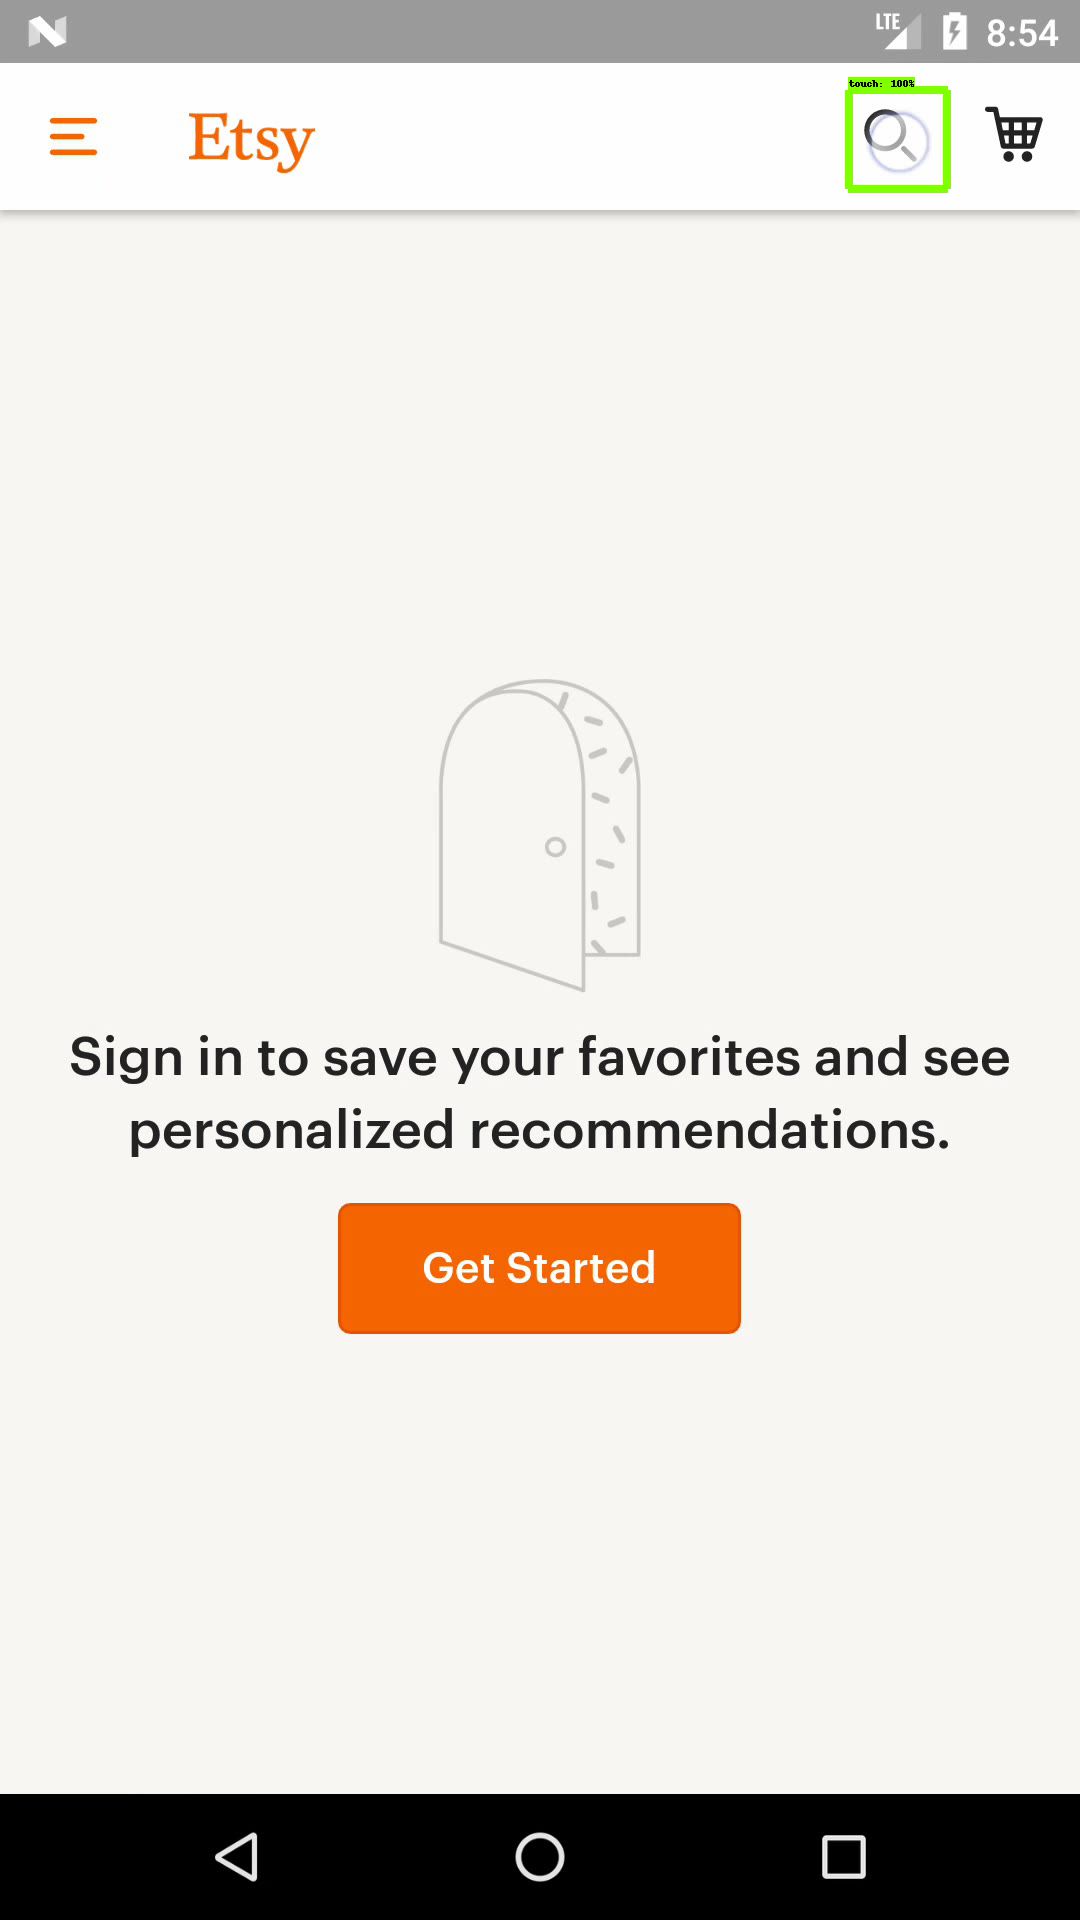 LTE 8:54
touch: 100%
Etsy
Sign in to save your favorites and see
personalized recommendations.
Get Started